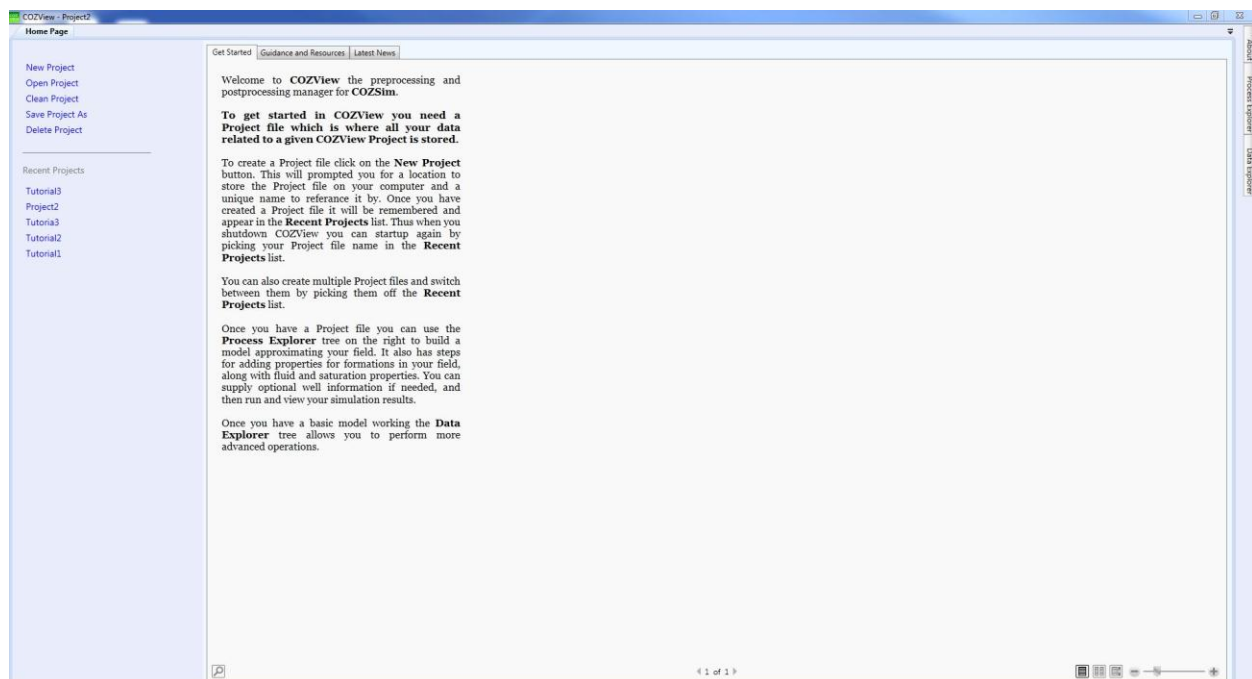 COZView - Project2
Home Page
New Project
Open Project
Clean Project
Save Project As
Delete Project
Recent Projects
Tutorial3
Project2
Tutoria3
Tutorial2
Tutorial1
Get Started
Guidance and Resources
Latest News
Welcome to COZView the preprocessing and
postprocessing manager for COZSim.
To get started in COZView you need a
Project file which is where all your data
related to a given COZView Project is stored.
To create a Project file click on the New Project
button. This will prompted you for a location to
store the Project file on your computer and a
unique name to referance it by. Once you have
created a Project file it will be remembered and
appear in the Recent Projects list. Thus when you
shutdown COZView you can startup again by
picking your Project file name in the Recent
Projects list.
You can also create multiple Project files and switch
between them by picking them off the Recent
Projects list.
Once you have a Project file you can use the
Process Explorer tree on the right to build a
model approximating your field. It also has steps
for adding properties for formations in your field,
along with fluid and saturation properties. You can
supply optional well information if needed, and
then run and view your simulation results.
Once you have a basic model working the Data
Explorer tree allows you to perform more
advanced operations.
1 of 1
About
Process Explorer
Data Explorer